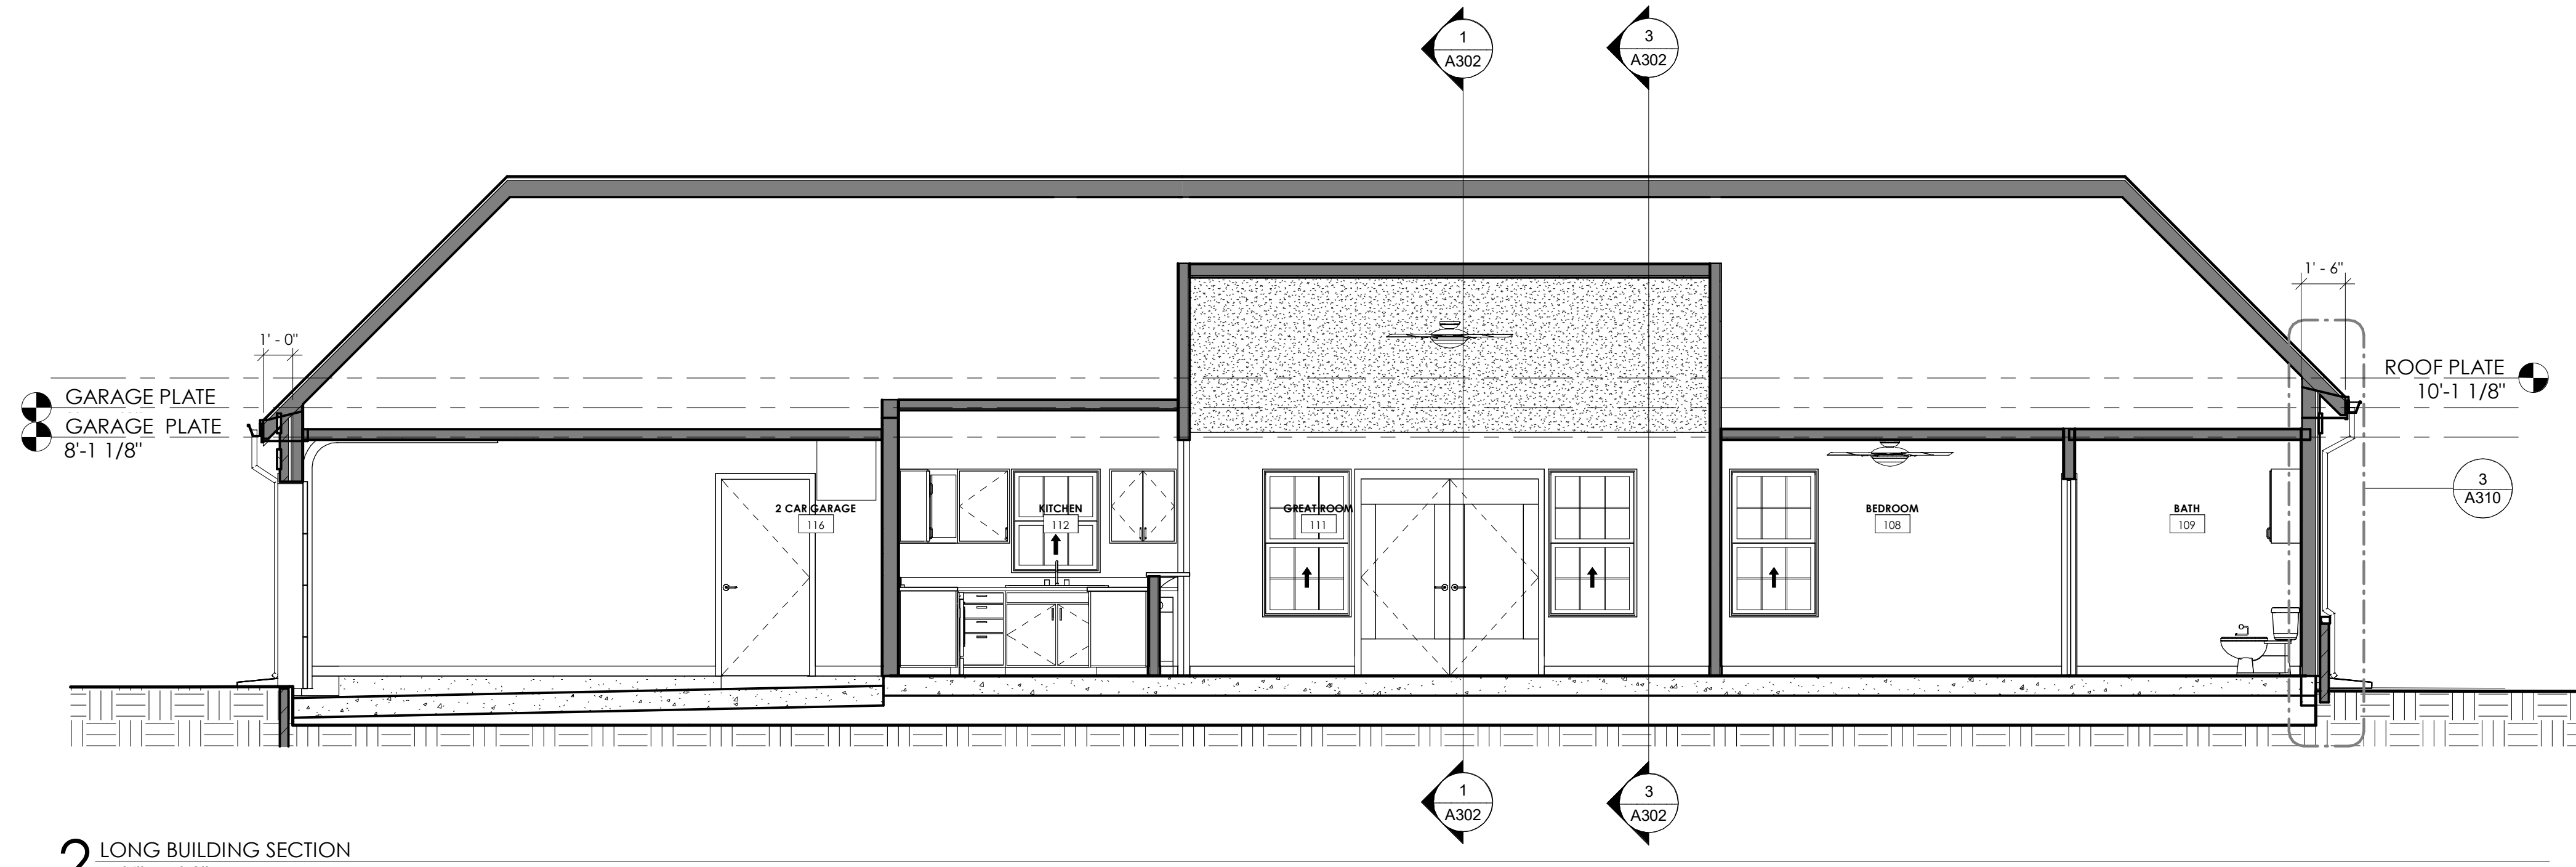 1
A302
3
A302
1' - 6"
1' - 0"
ROOF PLATE
10'-1 1/8"
GARAGE PLATE
GARAGE PLATE
8'-1 1/8"
3
A310
2 CAR GARAGE
116
KITCHEN
112
GREAT ROOM
111
BEDROOM
108
BATH
109
1
A302
3
A302
2
LONG BUILDING SECTION